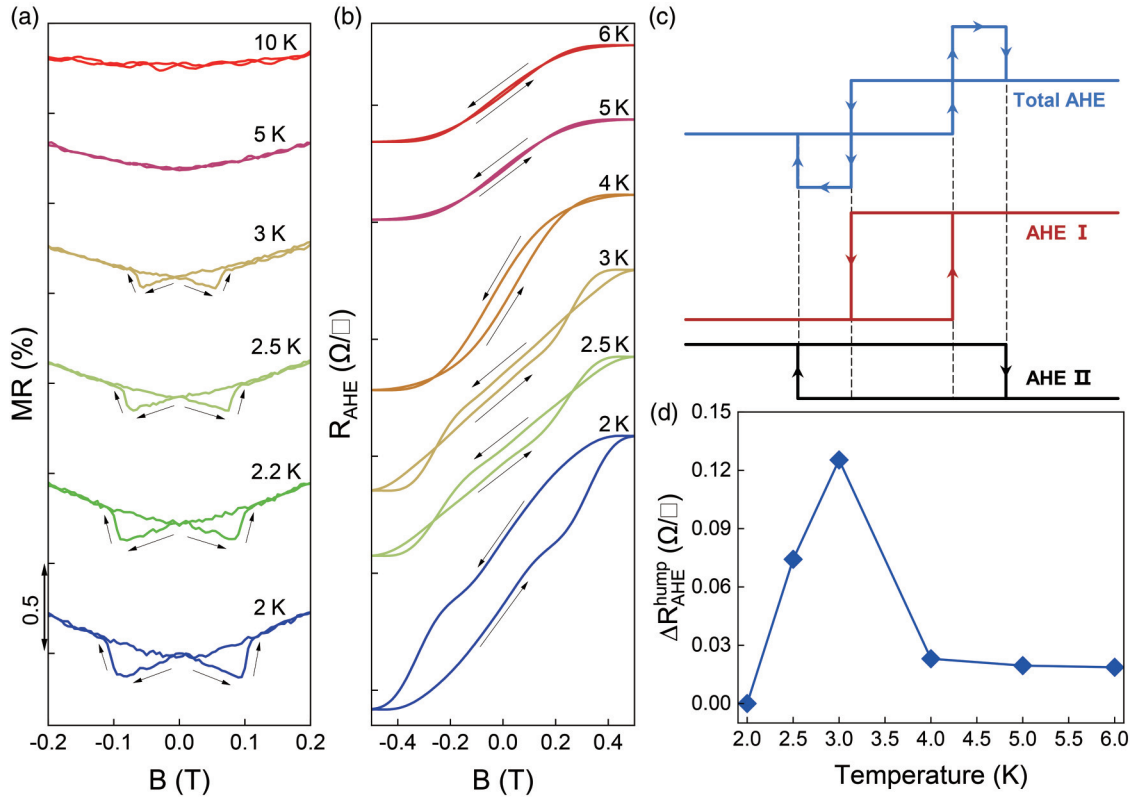 (a)
10 K
5 K
3 K
2.5 K
2.2 K
2 K
0.5
MR (%)
-0.2 -0.1 0.0 0.1 0.2
B (T)
(b)
6 K
5 K
4 K
3 K
2.5 K
2 K
R_AHE (Ω/□)
-0.4 -0.2 0.0 0.2 0.4
B (T)
(c)
Total AHE
AHE I
AHE II
(d)
0.15
0.12
0.09
0.06
0.03
0.00
ΔR_AHE^hump (Ω/□)
2.0 2.5 3.0 3.5 4.0 4.5 5.0 5.5 6.0
Temperature (K)